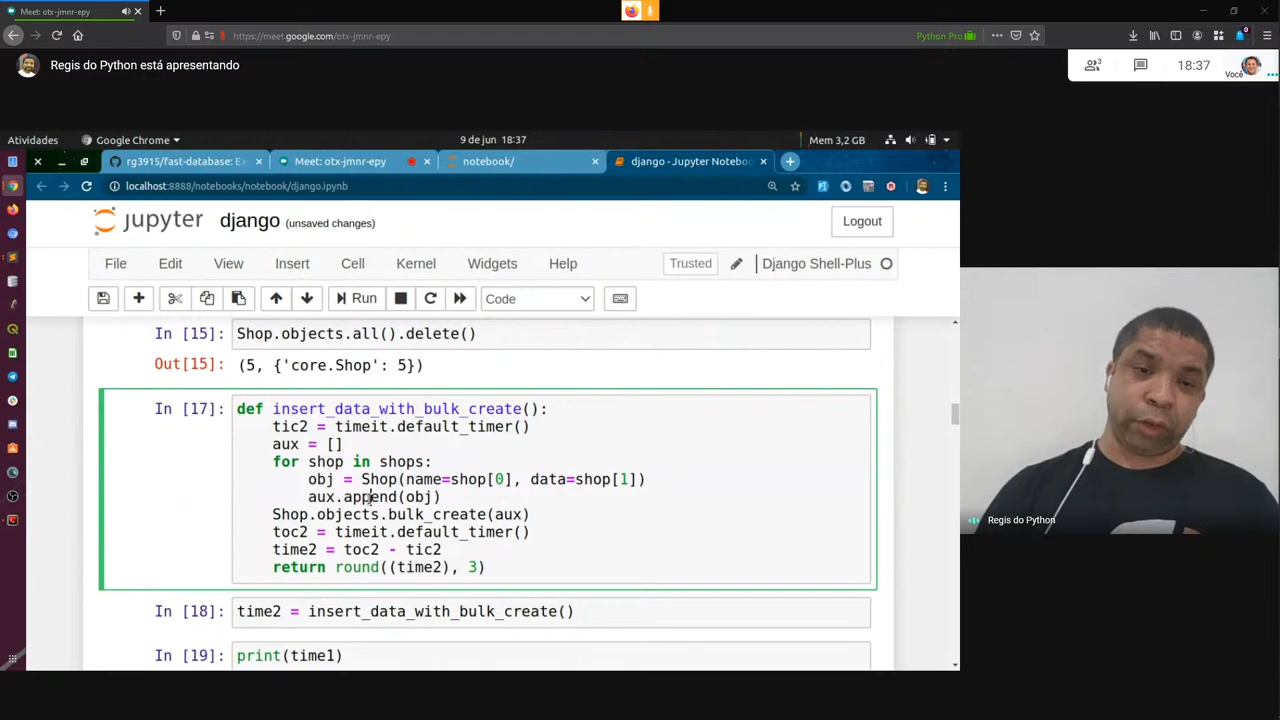 Meet: otx-jmnr-epy
https://meet.google.com/otx-jmnr-epy
Python Pro
Regis do Python está apresentando
3
18:37
Você
Atividades
Google Chrome
9 de jun 18:37
Mem 3,2 GB
rg3915/fast-database: Ex
Meet: otx-jmnr-epy
notebook/
django - Jupyter Noteboo
localhost:8888/notebooks/notebook/django.ipynb
jupyter django (unsaved changes)
Logout
File Edit View Insert Cell Kernel Widgets Help
Trusted
Django Shell-Plus
Run
Code
In [15]: Shop.objects.all().delete()
Out[15]: (5, {'core.Shop': 5})
In [17]: def insert_data_with_bulk_create():
tic2 = timeit.default_timer()
aux = []
for shop in shops:
obj = Shop(name=shop[0], data=shop[1])
aux.append(obj)
Shop.objects.bulk_create(aux)
toc2 = timeit.default_timer()
time2 = toc2 - tic2
return round((time2), 3)
In [18]: time2 = insert_data_with_bulk_create()
In [19]: print(time1)
Regis do Python